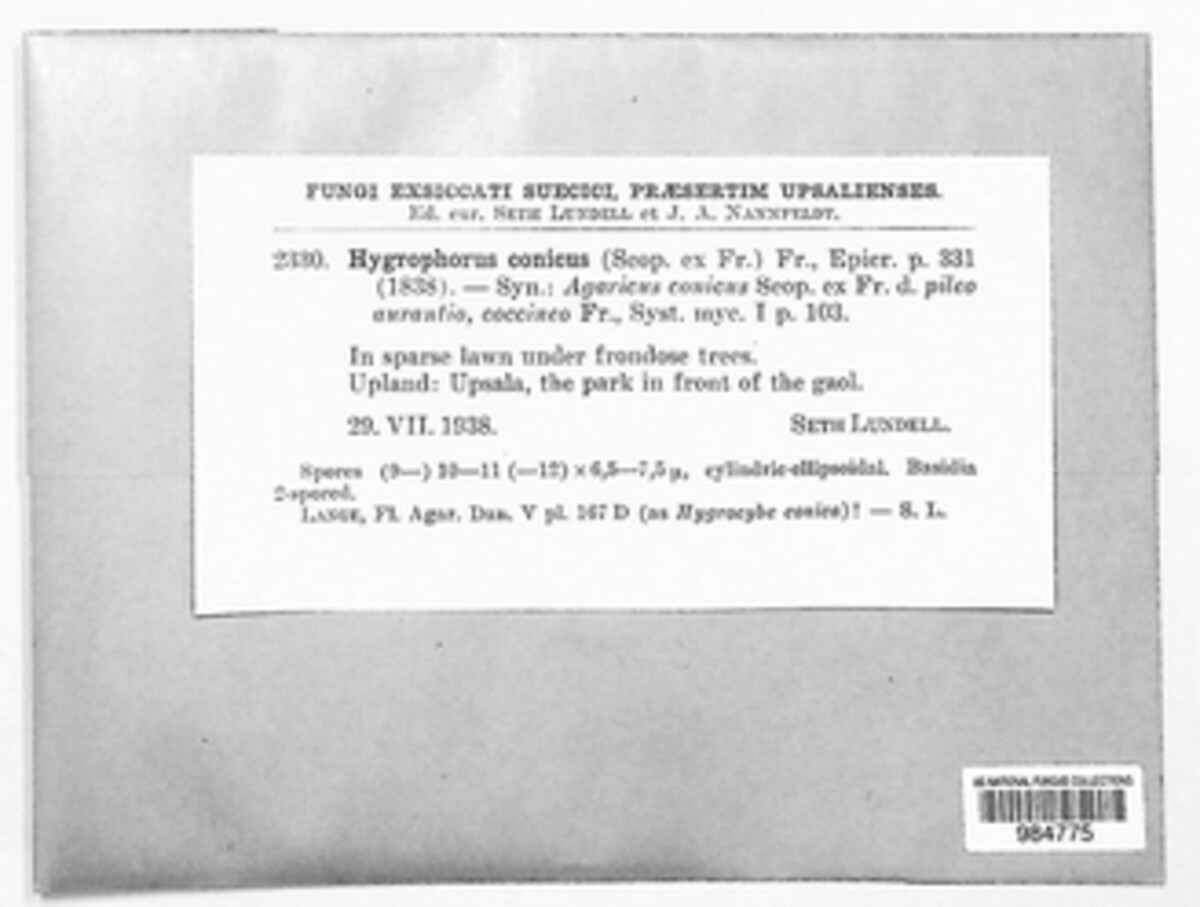 FUNGI EXSICCATI SUECICI, PRÆSERTIM UPSALIENSES.
Ed. cur. SETH LUNDELL et J. A. NANNFELDT.
2330. Hygrophorus conicus (Scop. ex Fr.) Fr., Epicr. p. 331
(1838). — Syn.: Agaricus conicus Scop. ex Fr. d. pileo
aurantio, coccineo Fr., Syst. myc. I p. 103.
In sparse lawn under frondose trees.
Upland: Upsala, the park in front of the gaol.
29. VII. 1938. SETH LUNDELL.
Spores (9—) 10—11 (—12) × 6,5—7,5 μ, cylindric-ellipsoidal. Basidia
2-spored.
LANGE, Fl. Agar. Dan. V pl. 167 D (as Hygrocybe conica)! — S. L.
US NATIONAL FUNGUS COLLECTIONS
984775